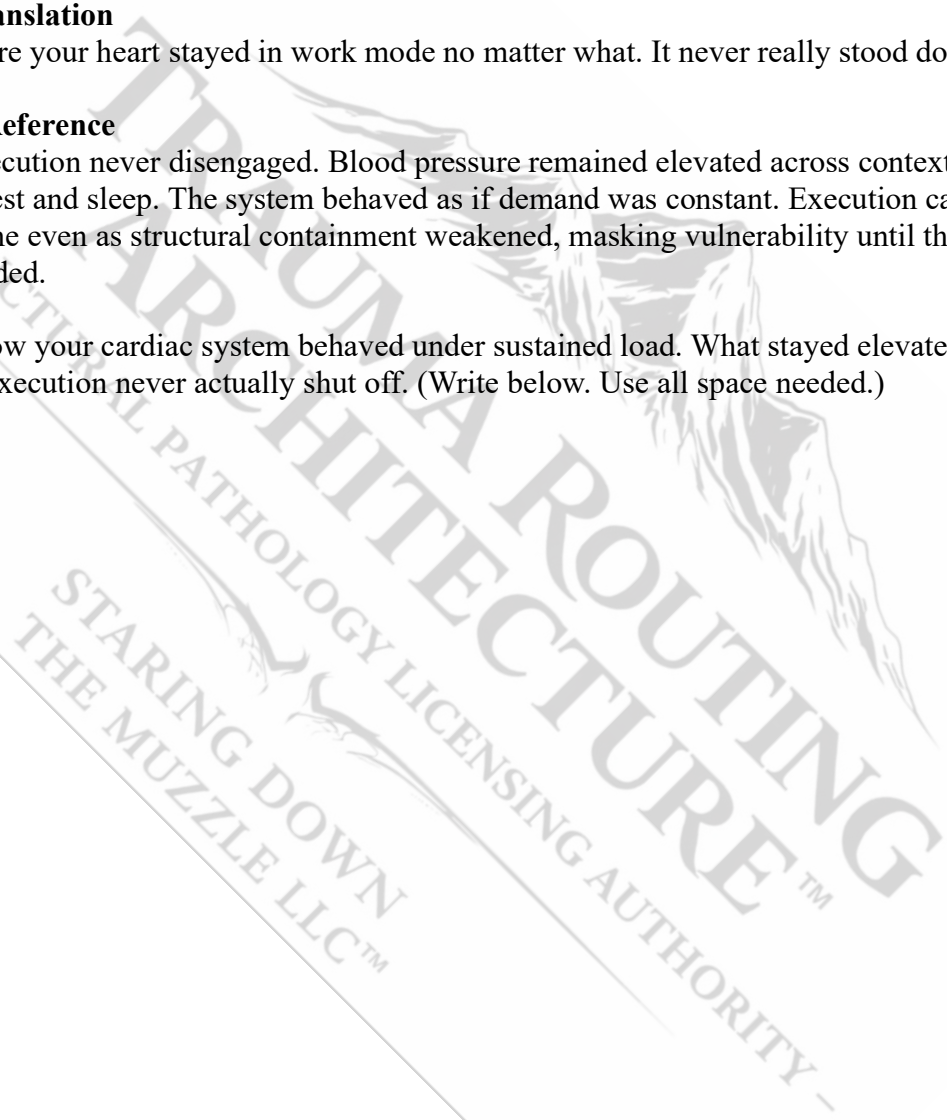 anslation
re your heart stayed in work mode no matter what. It never really stood do
eference
ecution never disengaged. Blood pressure remained elevated across context
est and sleep. The system behaved as if demand was constant. Execution ca
ne even as structural containment weakened, masking vulnerability until th
ded.
ow your cardiac system behaved under sustained load. What stayed elevate
xecution never actually shut off. (Write below. Use all space needed.)
TRAUMA ROUTING
ARCHITECTURE™
CTURAL PATHOLOGY LICENSING AUTHORITY –
STARING DOWN
THE MUZZLE LLC™